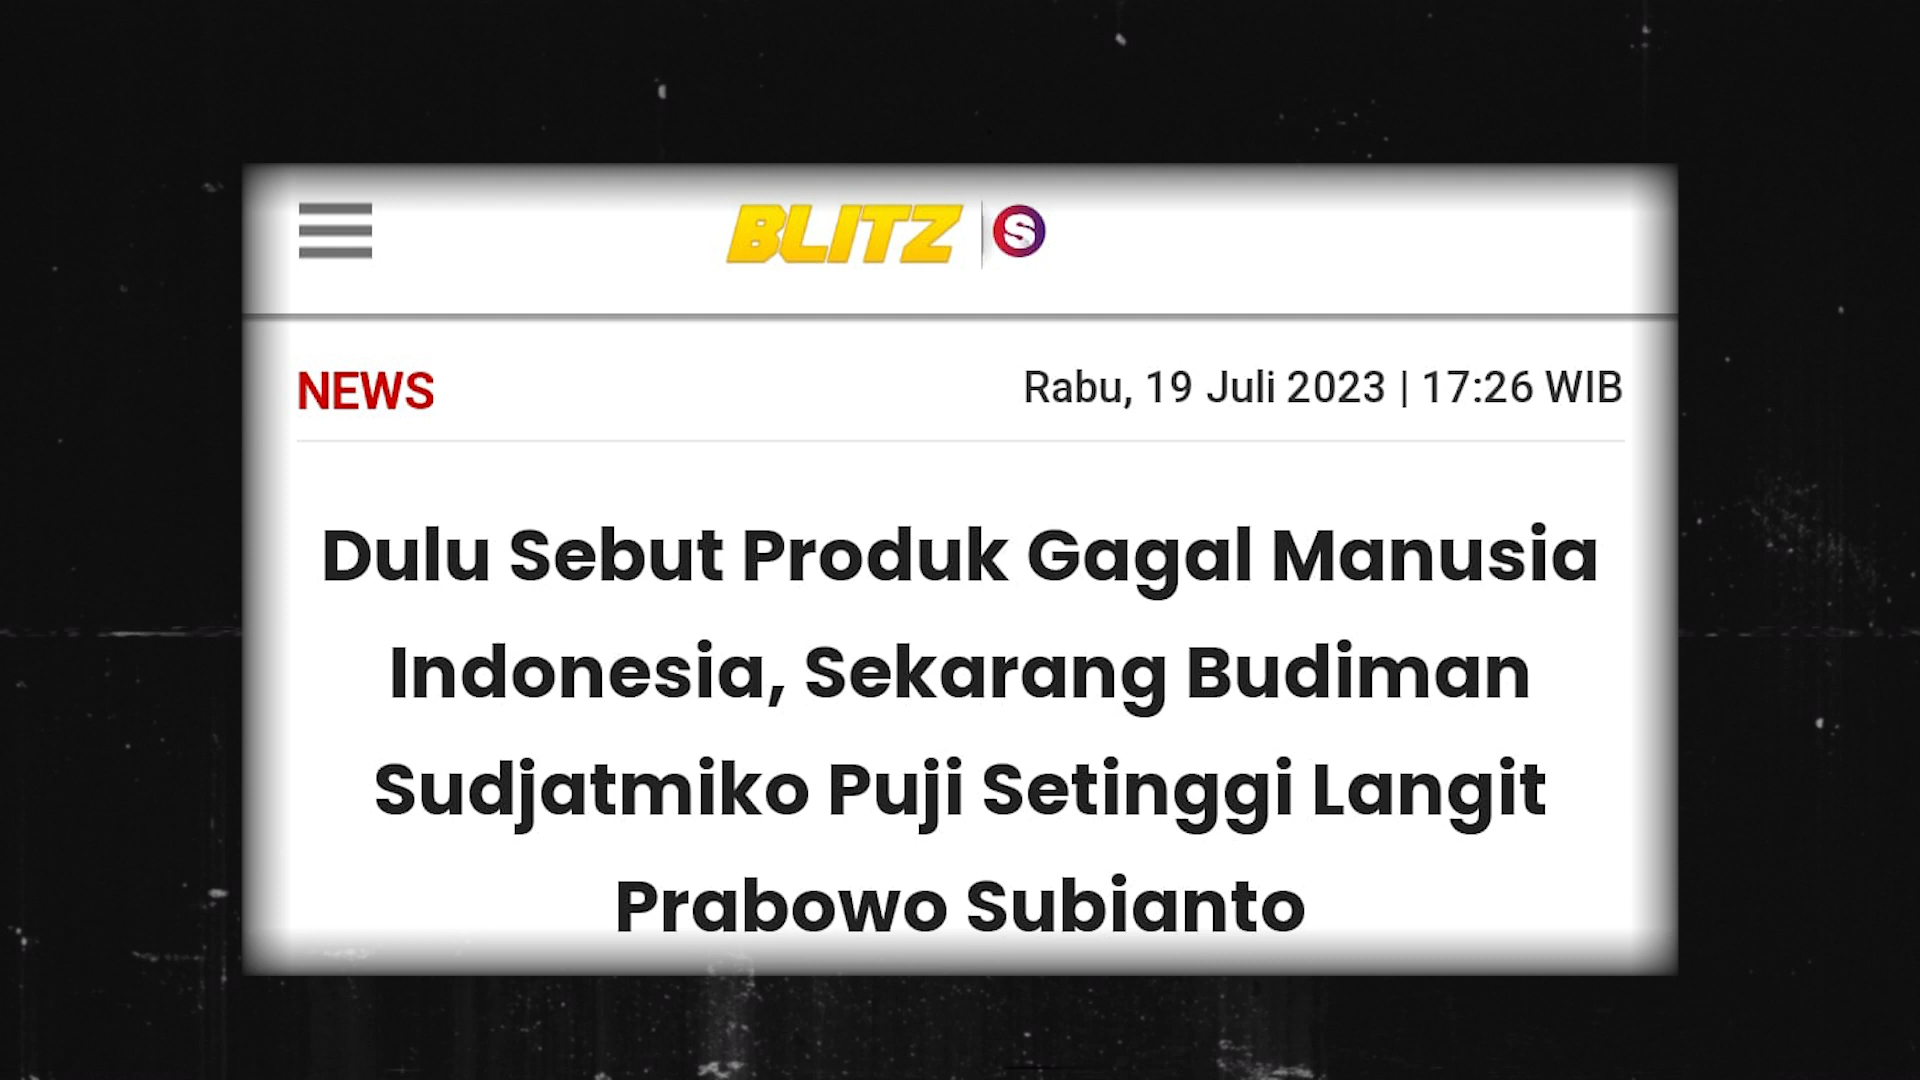 BLITZ S
NEWS
Rabu, 19 Juli 2023 | 17:26 WIB
Dulu Sebut Produk Gagal Manusia
Indonesia, Sekarang Budiman
Sudjatmiko Puji Setinggi Langit
Prabowo Subianto